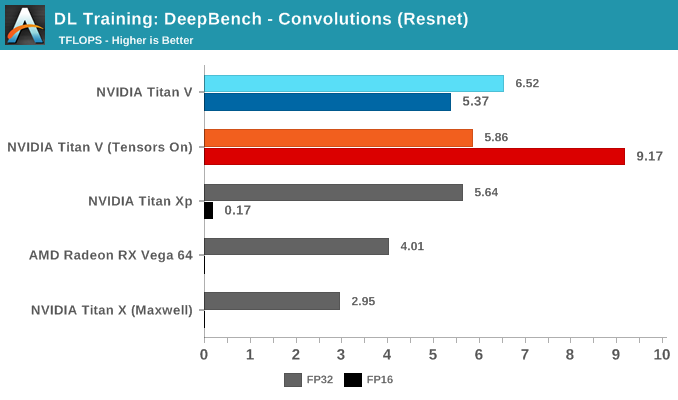 DL Training: DeepBench - Convolutions (Resnet)
TFLOPS - Higher is Better
NVIDIA Titan V
6.52
5.37
NVIDIA Titan V (Tensors On)
5.86
9.17
NVIDIA Titan Xp
5.64
0.17
AMD Radeon RX Vega 64
4.01
NVIDIA Titan X (Maxwell)
2.95
0 1 2 3 4 5 6 7 8 9 10
FP32 FP16